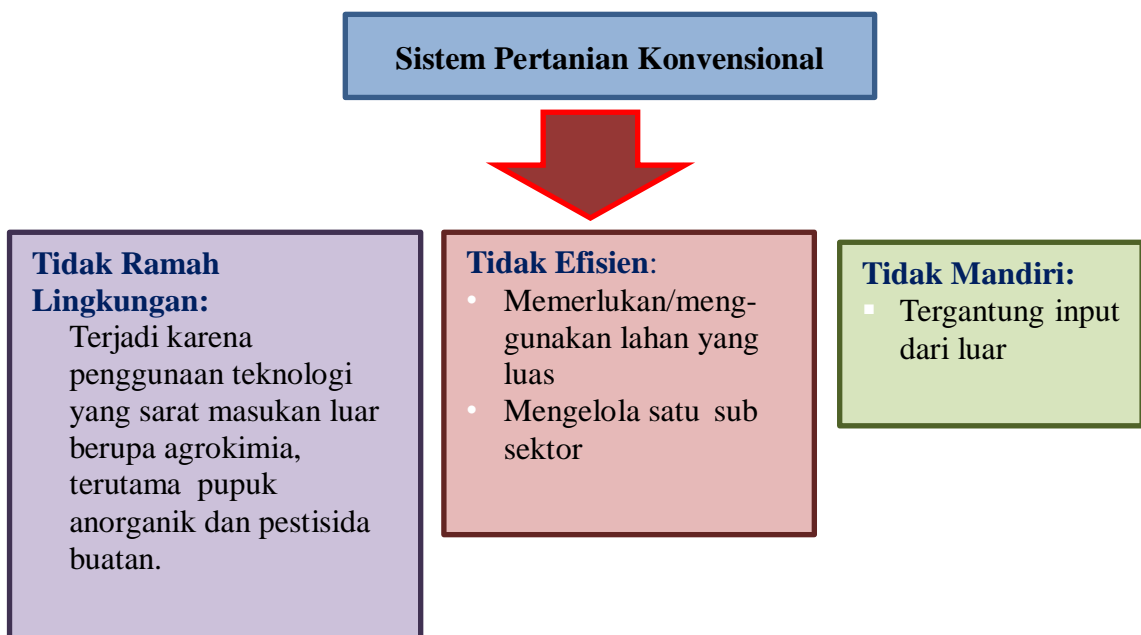 Sistem Pertanian Konvensional
Tidak Ramah
Lingkungan:
Terjadi karena
penggunaan teknologi
yang sarat masukan luar
berupa agrokimia,
terutama pupuk
anorganik dan pestisida
buatan.
Tidak Efisien:
• Memerlukan/meng-
gunakan lahan yang
luas
• Mengelola satu sub
sektor
Tidak Mandiri:
▪ Tergantung input
dari luar